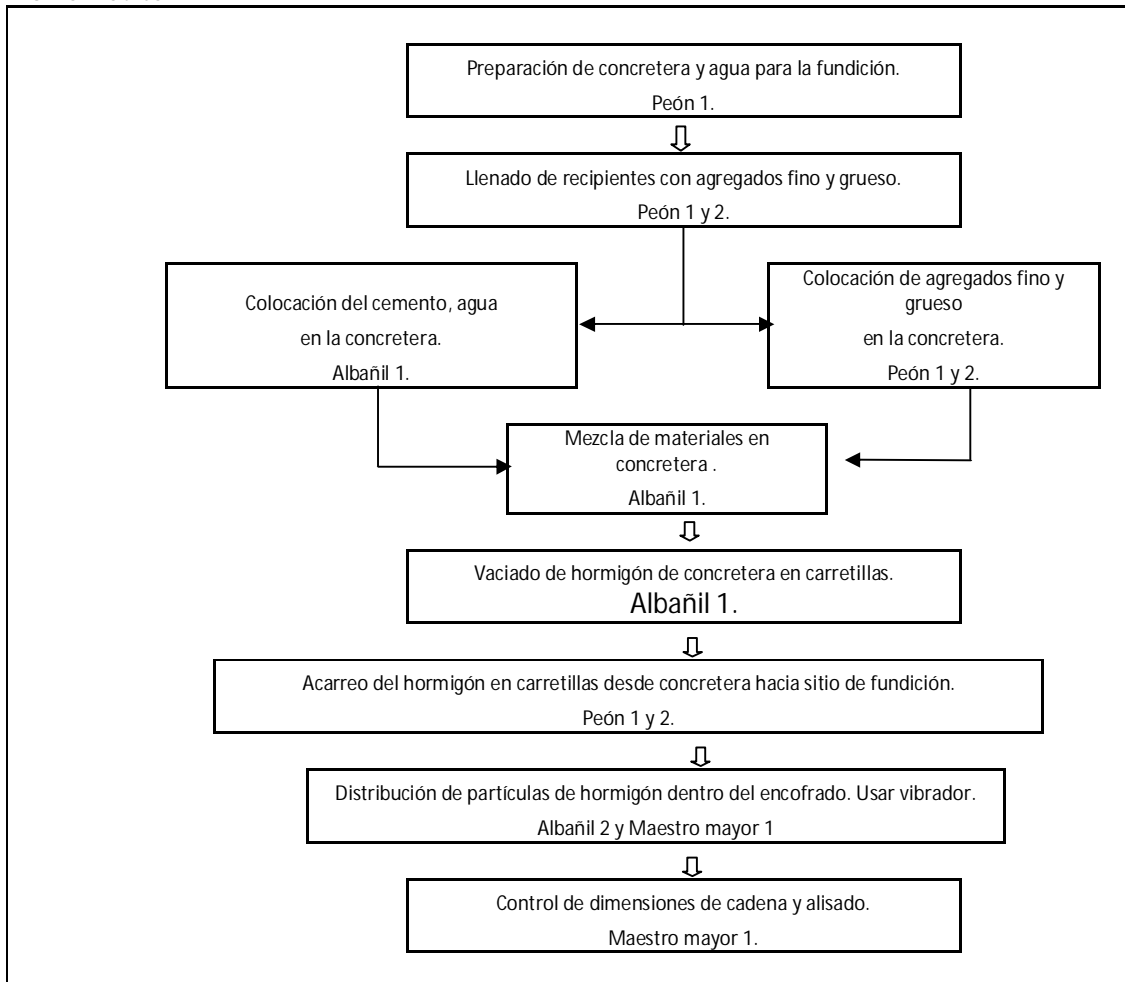 Preparación de concretera y agua para la fundición.
Peón 1.
Llenado de recipientes con agregados fino y grueso.
Peón 1 y 2.
Colocación del cemento, agua
en la concretera.
Albañil 1.
Colocación de agregados fino y
grueso
en la concretera.
Peón 1 y 2.
Mezcla de materiales en
concretera .
Albañil 1.
Vaciado de hormigón de concretera en carretillas.
Albañil 1.
Acarreo del hormigón en carretillas desde concretera hacia sitio de fundición.
Peón 1 y 2.
Distribución de partículas de hormigón dentro del encofrado. Usar vibrador.
Albañil 2 y Maestro mayor 1
Control de dimensiones de cadena y alisado.
Maestro mayor 1.